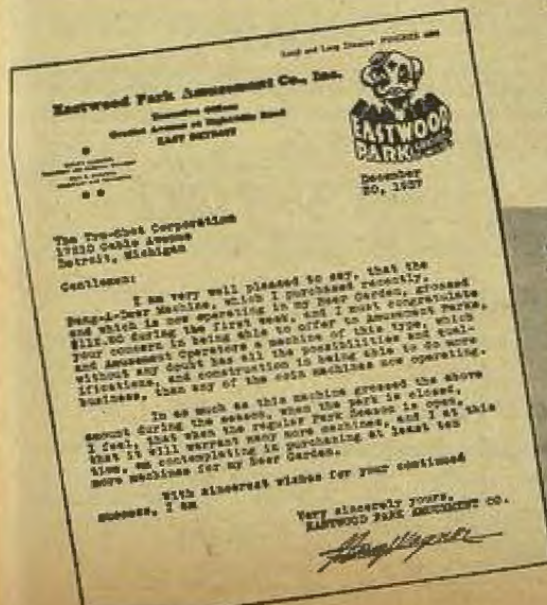 Eastwood Park Amusement Co., Inc.
Executive Offices
Gratiot Avenue at Eight Mile Road
EAST DETROIT
EASTWOOD
PARK
December
20, 1937
The Tru-Shot Corporation
Avenue
Detroit, Michigan
Gentlemen:
I am very well pleased to say, that the
Machine, which I purchased recently,
and which is now operating in my Beer Garden, grossed
during the first week, and I must congratulate
your concern in being able to offer to Amusement Parks,
and Amusement Operators a machine of this type, which
without any doubt has all the possibilities and qual-
ifications, and construction in being able to do more
business, than any of the coin machines now operating.
In as much as this machine grossed the above
amount during the season, when the park is closed,
I feel, that when the regular Park Season is open,
that it will warrant many more machines, and I at this
time, am contemplating in purchasing at least ten
more machines for my Beer Garden.
With sincerest wishes for your continued
success, I am
Very sincerely yours,
EASTWOOD PARK AMUSEMENT CO.